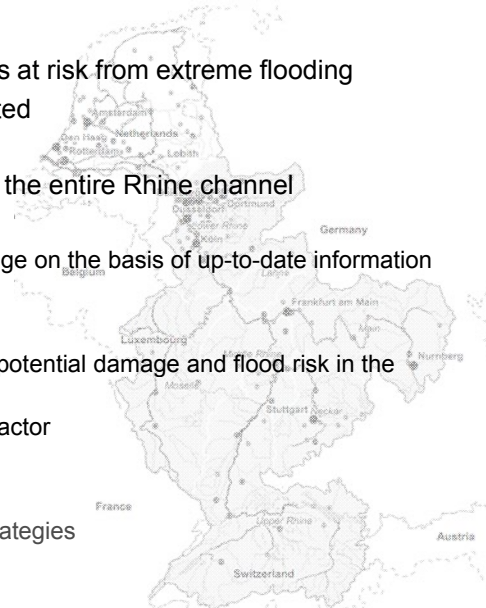 s at risk from extreme flooding
ted
Amsterdam
Den Haag Netherlands
Rotterdam Lobith
the entire Rhine channel
Dortmund
Düsseldorf
Köln
Germany
ge on the basis of up-to-date information
Belgium
Frankfurt am Main
Main
Luxembourg
potential damage and flood risk in the
Nurnberg
Moselle
Stuttgart Neckar
actor
France
Upper Rhine
ategies
Austria
Switzerland